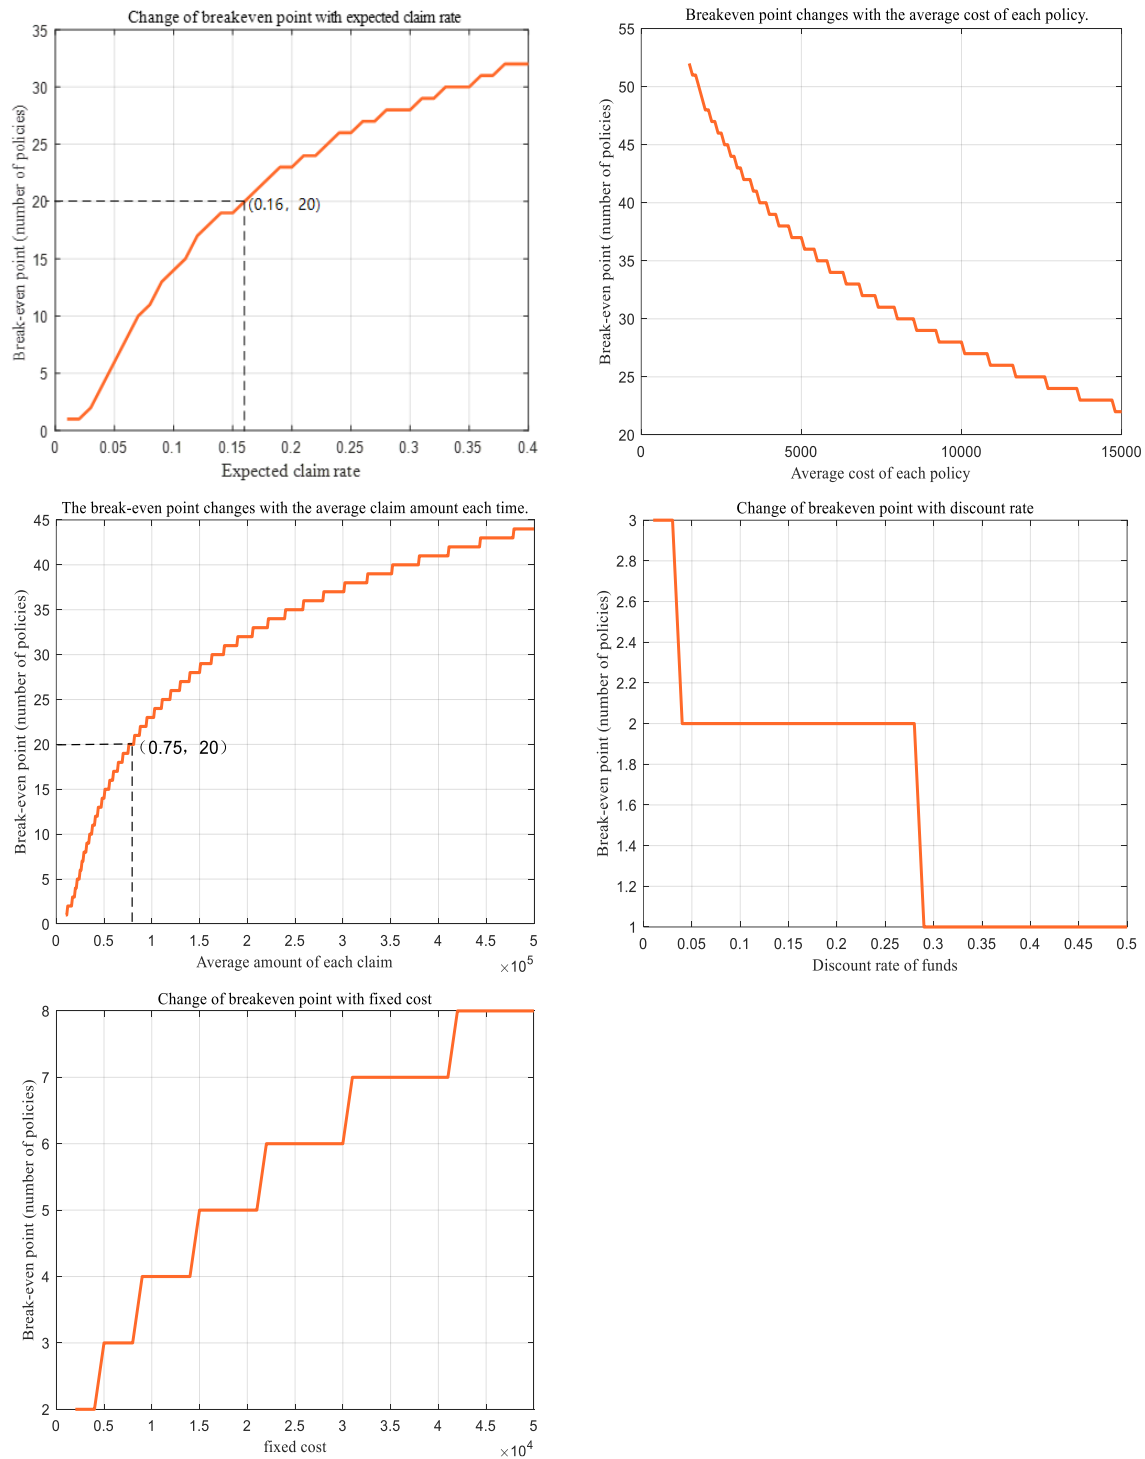 Change of breakeven point with expected claim rate
35
30
25
20
15
10
5
0
Break-even point (number of policies)
(0.16, 20)
0 0.05 0.1 0.15 0.2 0.25 0.3 0.35 0.4
Expected claim rate
Breakeven point changes with the average cost of each policy.
55
50
45
40
35
30
25
20
Break-even point (number of policies)
0 5000 10000 15000
Average cost of each policy
The break-even point changes with the average claim amount each time.
45
40
35
30
25
20
15
10
5
0
Break-even point (number of policies)
（0.75，20）
0 0.5 1 1.5 2 2.5 3 3.5 4 4.5 5
Average amount of each claim
×10⁵
Change of breakeven point with discount rate
3
2.8
2.6
2.4
2.2
2
1.8
1.6
1.4
1.2
1
Break-even point (number of policies)
0 0.05 0.1 0.15 0.2 0.25 0.3 0.35 0.4 0.45 0.5
Discount rate of funds
Change of breakeven point with fixed cost
8
7
6
5
4
3
2
Break-even point (number of policies)
0 0.5 1 1.5 2 2.5 3 3.5 4 4.5 5
fixed cost
×10⁴